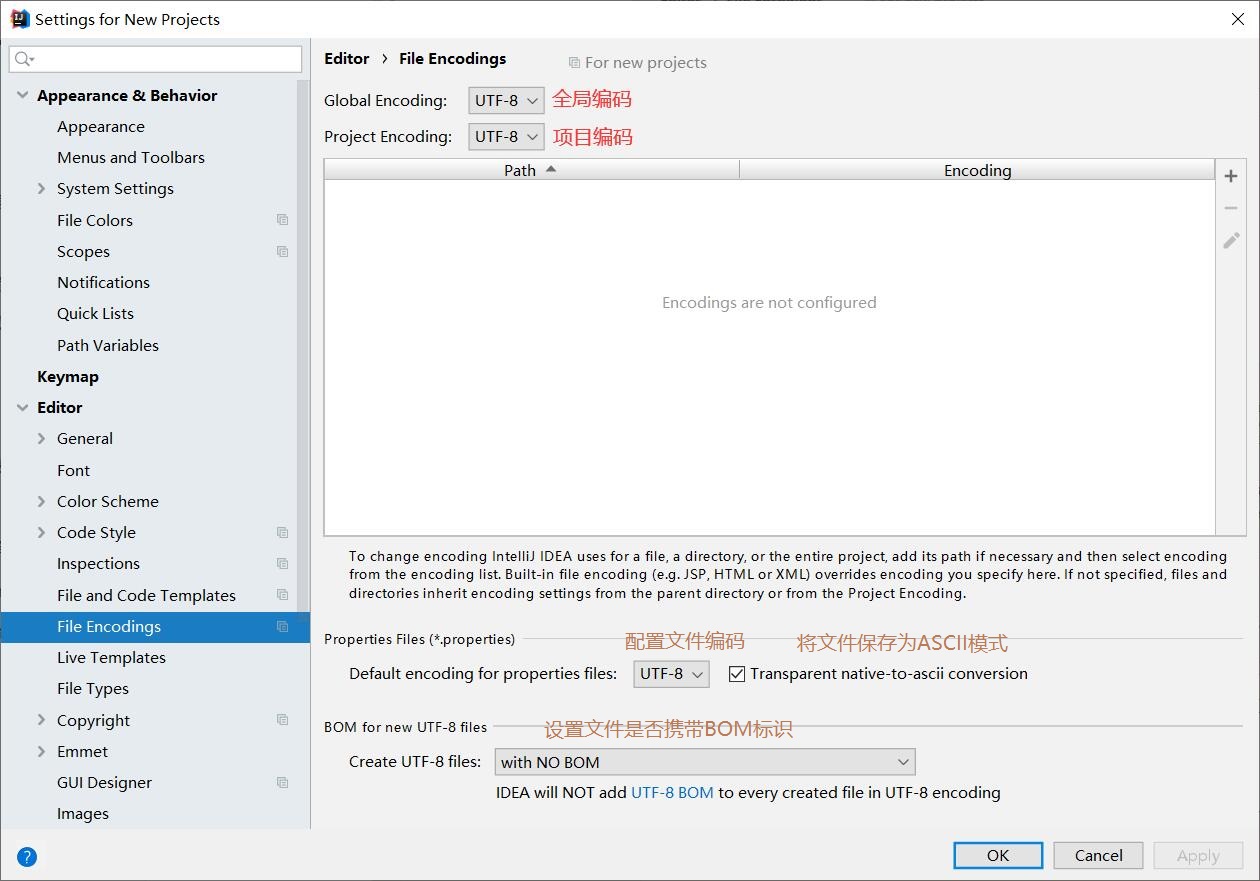 Settings for New Projects
Appearance & Behavior
Appearance
Menus and Toolbars
System Settings
File Colors
Scopes
Notifications
Quick Lists
Path Variables
Keymap
Editor
General
Font
Color Scheme
Code Style
Inspections
File and Code Templates
File Encodings
Live Templates
File Types
Copyright
Emmet
GUI Designer
Images
Editor › File Encodings For new projects
Global Encoding: UTF-8 全局编码
Project Encoding: UTF-8 项目编码
Path Encoding
Encodings are not configured
To change encoding IntelliJ IDEA uses for a file, a directory, or the entire project, add its path if necessary and then select encoding
from the encoding list. Built-in file encoding (e.g. JSP, HTML or XML) overrides encoding you specify here. If not specified, files and
directories inherit encoding settings from the parent directory or from the Project Encoding.
Properties Files (*.properties) 配置文件编码 将文件保存为ASCII模式
Default encoding for properties files: UTF-8 Transparent native-to-ascii conversion
BOM for new UTF-8 files 设置文件是否携带BOM标识
Create UTF-8 files: with NO BOM
IDEA will NOT add UTF-8 BOM to every created file in UTF-8 encoding
? OK Cancel Apply